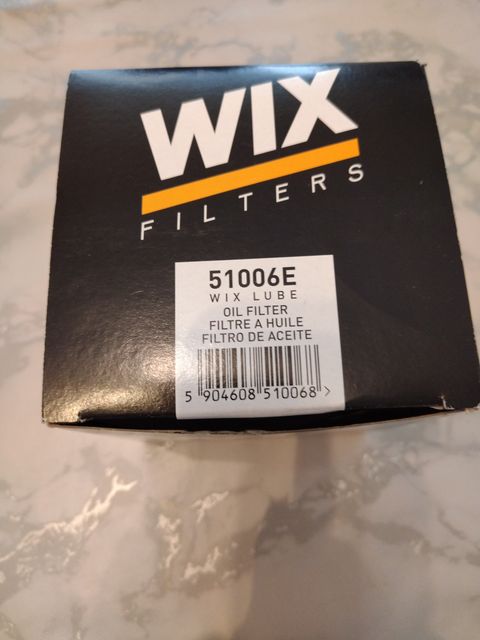 WIX
FILTERS
51006E
WIX LUBE
OIL FILTER
FILTRE A HUILE
FILTRO DE ACEITE
5 904608 510068 >